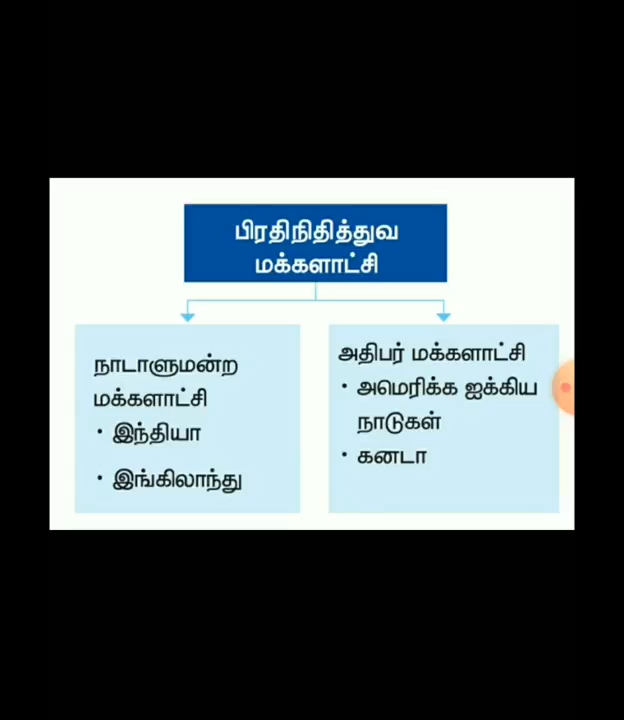 பிரதிநிதித்துவ
மக்களாட்சி
நாடாளுமன்ற
மக்களாட்சி
• இந்தியா
• இங்கிலாந்து
அதிபர் மக்களாட்சி
• அமெரிக்க ஐக்கிய
நாடுகள்
• கனடா